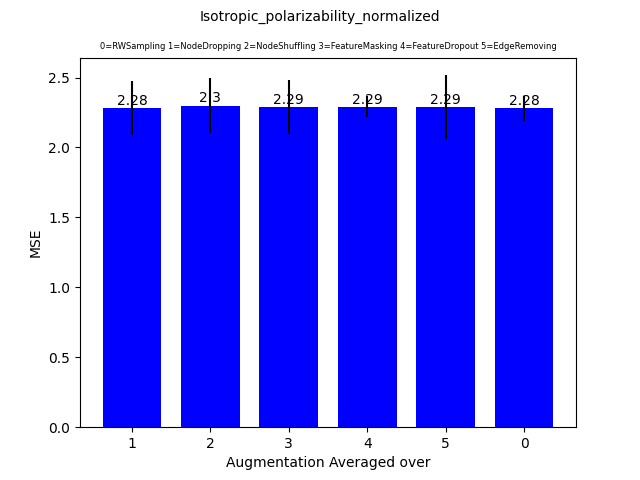 Isotropic_polarizability_normalized
0=RWSampling 1=NodeDropping 2=NodeShuffling 3=FeatureMasking 4=FeatureDropout 5=EdgeRemoving
2.5
2.0
1.5
1.0
0.5
0.0
MSE
2.28 2.3 2.29 2.29 2.29 2.28
1 2 3 4 5 0
Augmentation Averaged over